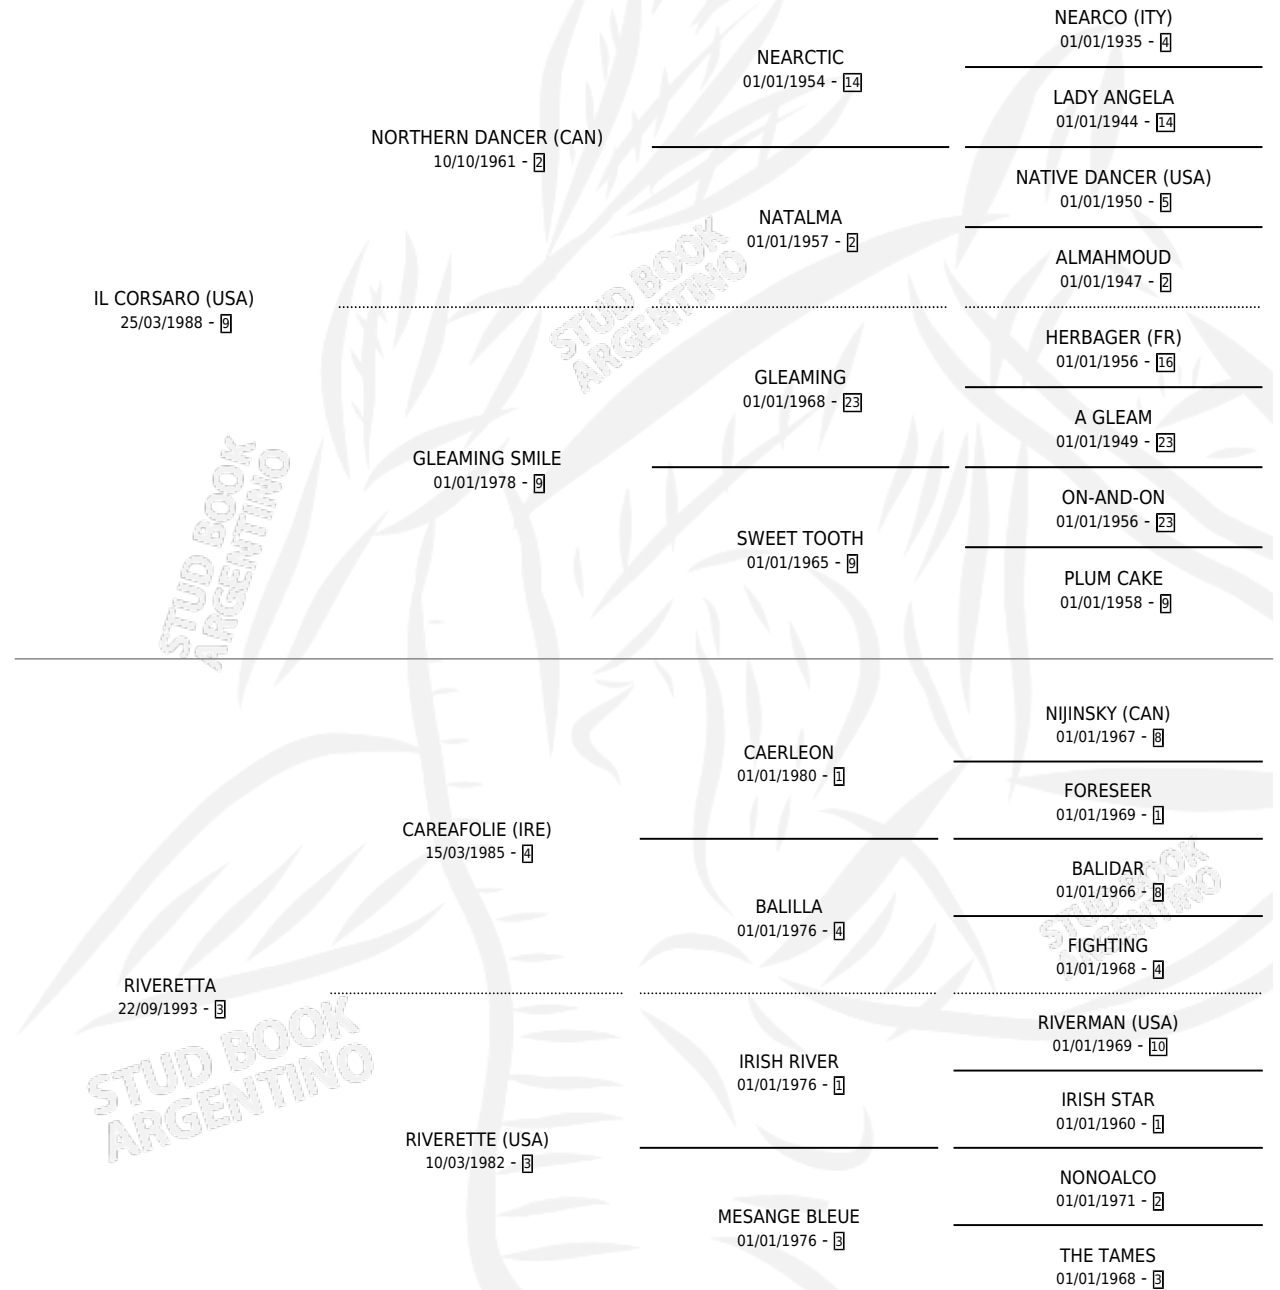 NEARCO (ITY)
01/01/1935 - 4
NEARCTIC
01/01/1954 - 14
LADY ANGELA
01/01/1944 - 14
NORTHERN DANCER (CAN)
10/10/1961 - 2
NATIVE DANCER (USA)
01/01/1950 - 5
NATALMA
01/01/1957 - 2
ALMAHMOUD
01/01/1947 - 2
STUD BOOK
ARGENTINO
IL CORSARO (USA)
25/03/1988 - 9
HERBAGER (FR)
01/01/1956 - 16
GLEAMING
01/01/1968 - 23
A GLEAM
01/01/1949 - 23
GLEAMING SMILE
01/01/1978 - 9
ON-AND-ON
01/01/1956 - 23
SWEET TOOTH
01/01/1965 - 9
PLUM CAKE
01/01/1958 - 9
STUD BOOK
ARGENTINO
NIJINSKY (CAN)
01/01/1967 - 8
CAERLEON
01/01/1980 - 1
FORESEER
01/01/1969 - 1
CAREAFOLIE (IRE)
15/03/1985 - 4
BALIDAR
01/01/1966 - 8
BALILLA
01/01/1976 - 4
FIGHTING
01/01/1968 - 4
STUD BOOK
ARGENTINO
RIVERETTA
22/09/1993 - 3
RIVERMAN (USA)
01/01/1969 - 10
IRISH RIVER
01/01/1976 - 1
IRISH STAR
01/01/1960 - 1
STUD BOOK
ARGENTINO
RIVERETTE (USA)
10/03/1982 - 3
NONOALCO
01/01/1971 - 2
MESANGE BLEUE
01/01/1976 - 3
THE TAMES
01/01/1968 - 3